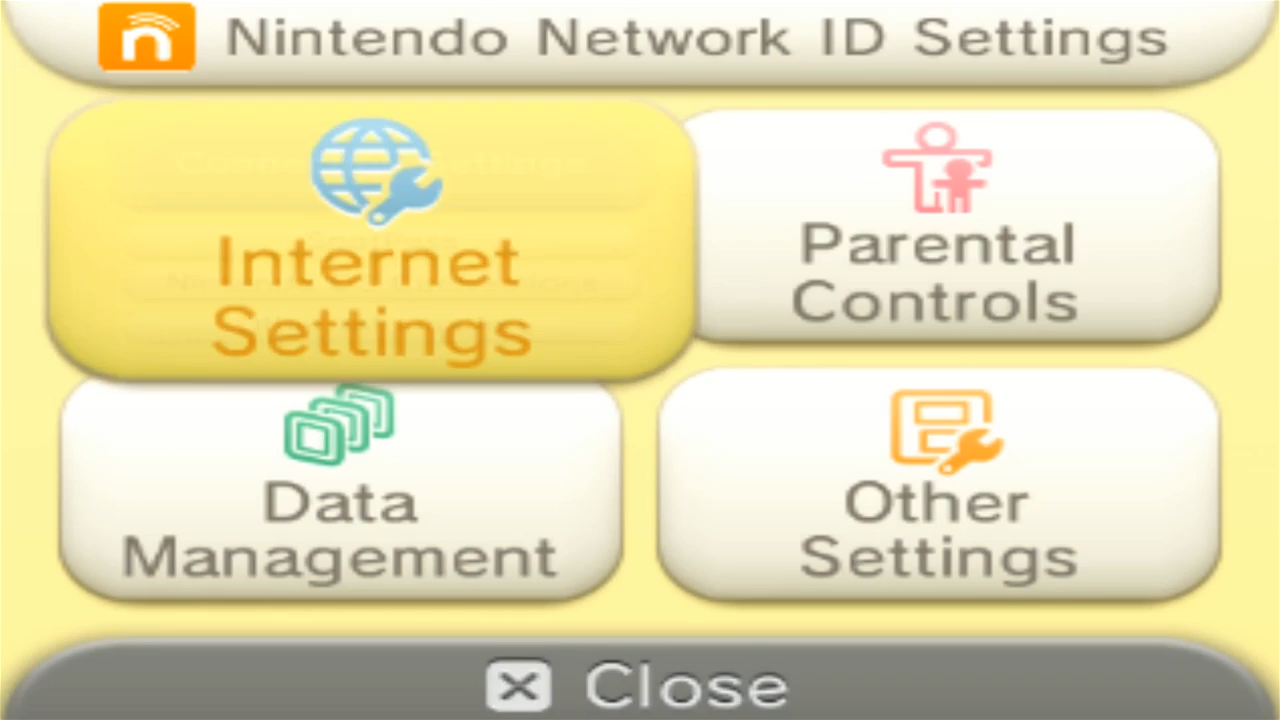 Nintendo Network ID Settings
Internet
Settings
Parental
Controls
Data
Management
Other
Settings
Close